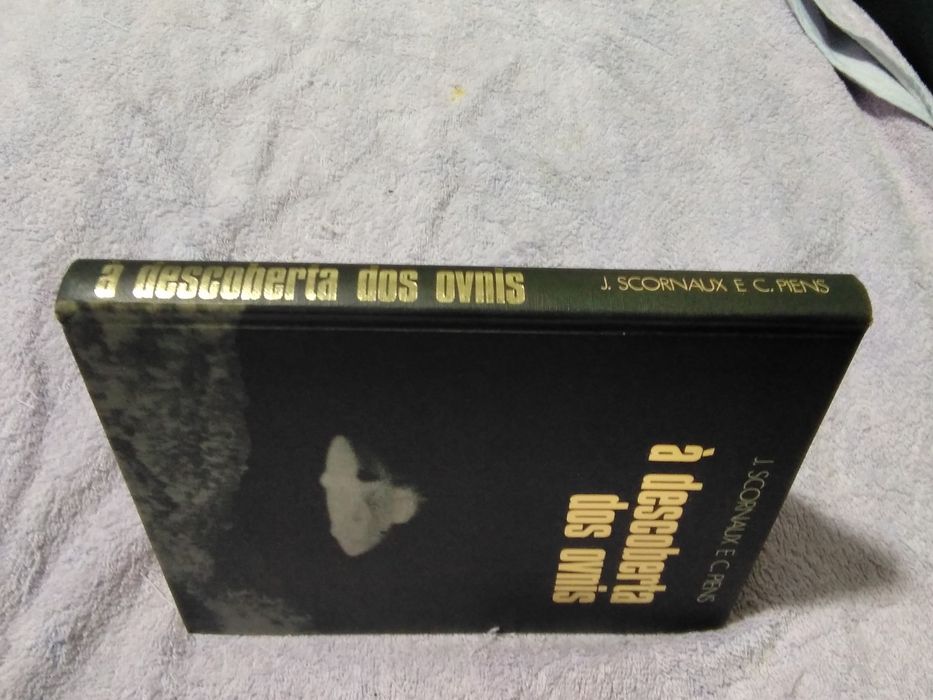 à descoberta dos ovnis
J. SCORNAUX E C. PIENS
J. SCORNAUX E C. PIENS
à descoberta
dos ovnis